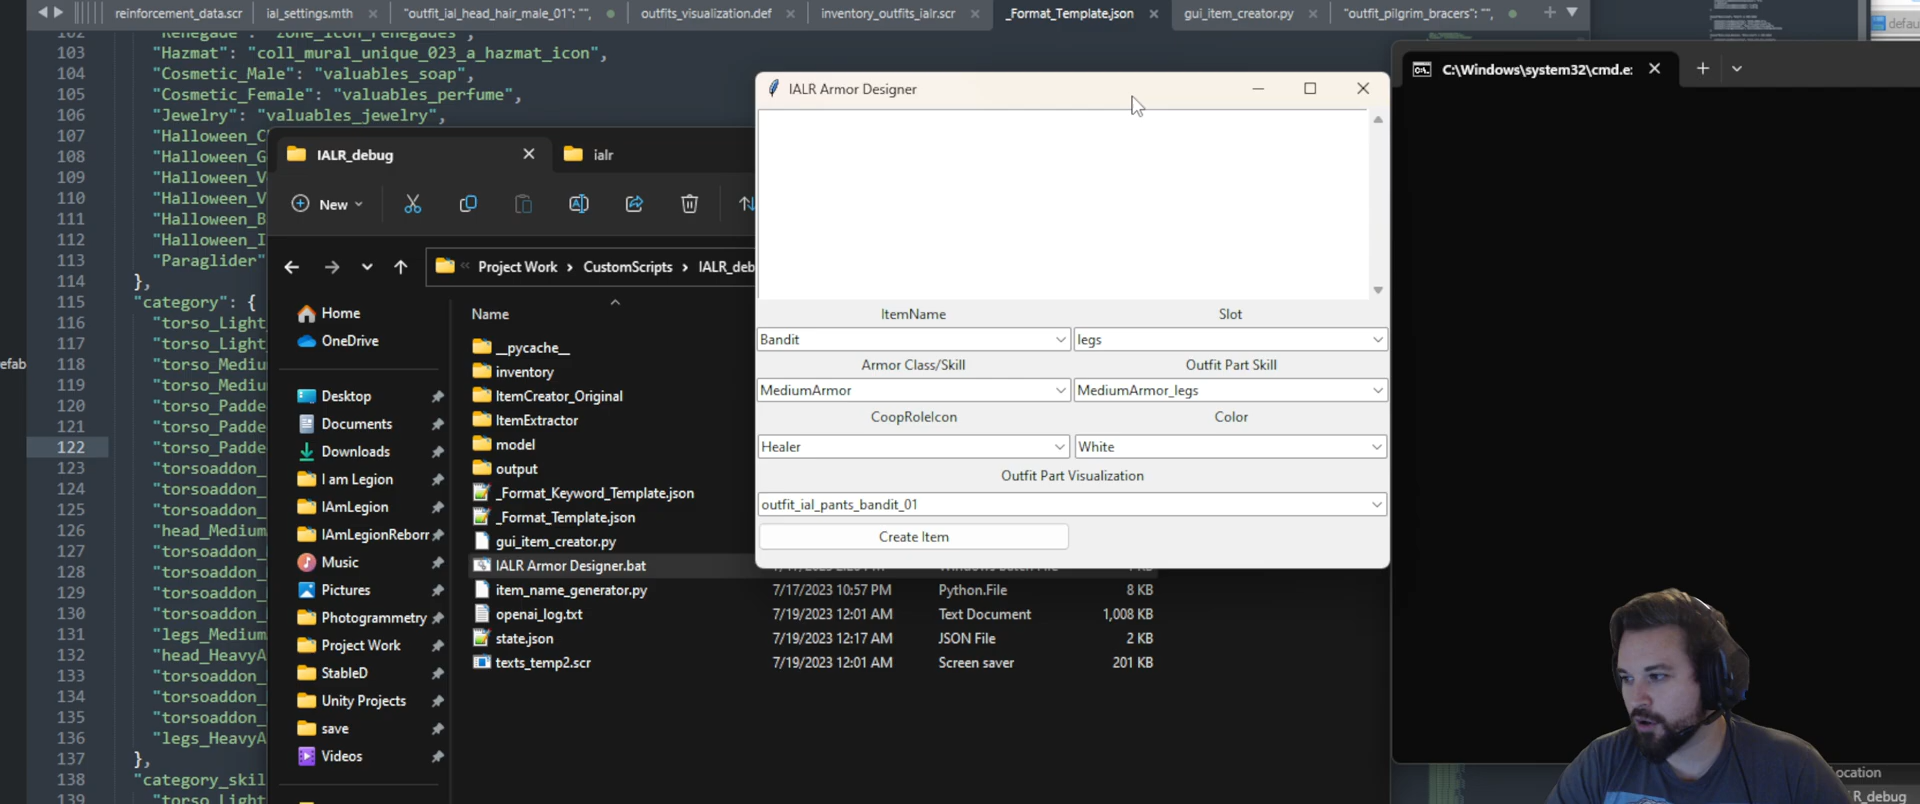 reinforcement_data.scr
ial_settings.mth
"outfit_ial_head_hair_male_01": "",
outfits_visualization.def
inventory_outfits_ialr.scr
_Format_Template.json
gui_item_creator.py
"outfit_pilgrim_bracers": "",
defau
102 "Renegade": "zone_icon_renegades",
103 "Hazmat": "coll_mural_unique_023_a_hazmat_icon",
104 "Cosmetic_Male": "valuables_soap",
105 "Cosmetic_Female": "valuables_perfume",
106 "Jewelry": "valuables_jewelry",
107 "Halloween_C
108 "Halloween_G
109 "Halloween_V
110 "Halloween_V
111 "Halloween_B
112 "Halloween_I
113 "Paraglider"
114 },
115 "category": {
116 "torso_Light
117 "torso_Light
118 "torso_Mediu
119 "torso_Mediu
120 "torso_Padde
121 "torso_Padde
122 "torso_Padde
123 "torsoaddon_
124 "torsoaddon_
125 "torsoaddon_
126 "head_Medium
127 "torsoaddon_
128 "torsoaddon_
129 "torsoaddon_
130 "torsoaddon_
131 "legs_Medium
132 "head_HeavyA
133 "torsoaddon_
134 "torsoaddon_
135 "torsoaddon_
136 "legs_HeavyA
137 },
138 "category_skil
139 "torso_Light
efab
IALR_debug
ialr
New
Project Work > CustomScripts > IALR_deb
Home
OneDrive
Desktop
Documents
Downloads
I am Legion
IAmLegion
IAmLegionReborr
Music
Pictures
Photogrammetry
Project Work
StableD
Unity Projects
save
Videos
Name
__pycache__
inventory
ItemCreator_Original
ItemExtractor
model
output
_Format_Keyword_Template.json
_Format_Template.json
gui_item_creator.py
IALR Armor Designer.bat
item_name_generator.py 7/17/2023 10:57 PM Python.File 8 KB
openai_log.txt 7/19/2023 12:01 AM Text Document 1,008 KB
state.json 7/19/2023 12:17 AM JSON File 2 KB
texts_temp2.scr 7/19/2023 12:01 AM Screen saver 201 KB
IALR Armor Designer
ItemName Slot
Bandit legs
Armor Class/Skill Outfit Part Skill
MediumArmor MediumArmor_legs
CoopRoleIcon Color
Healer White
Outfit Part Visualization
outfit_ial_pants_bandit_01
Create Item
C:\Windows\system32\cmd.e:
ocation
R_debug